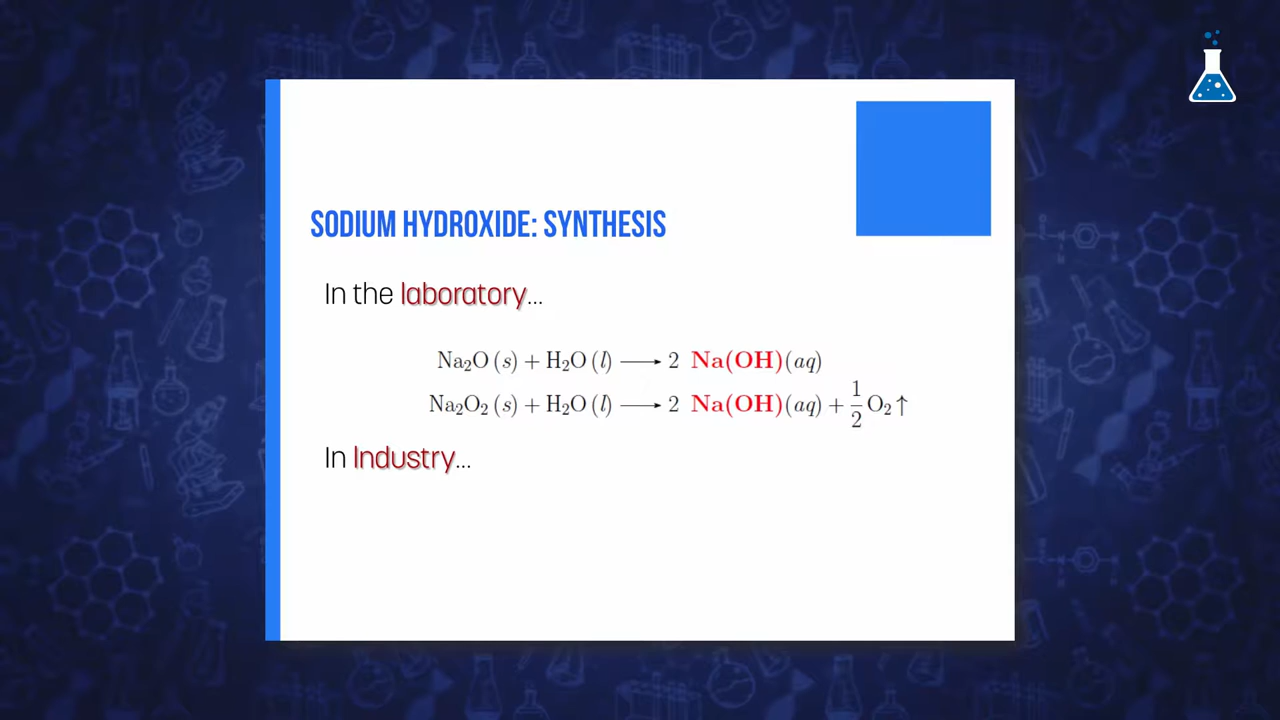 SODIUM HYDROXIDE: SYNTHESIS
In the laboratory...
Na₂O (s) + H₂O (l) ⟶ 2 Na(OH)(aq)
Na₂O₂ (s) + H₂O (l) ⟶ 2 Na(OH)(aq) + 1/2 O₂ ↑
In Industry...